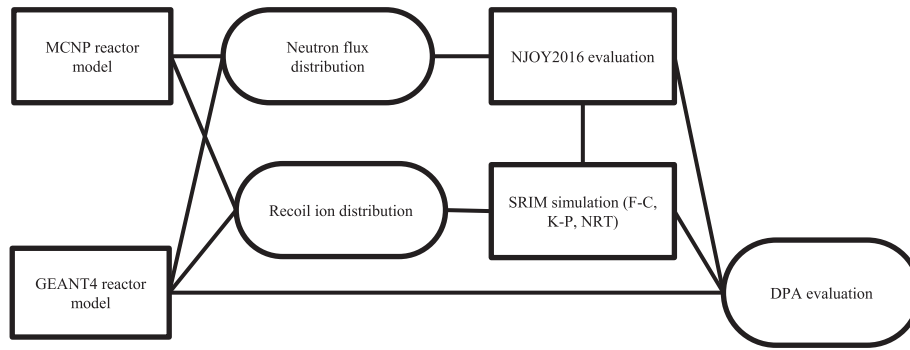 MCNP reactor
model
Neutron flux
distribution
NJOY2016 evaluation
Recoil ion distribution
SRIM simulation (F-C,
K-P, NRT)
GEANT4 reactor
model
DPA evaluation